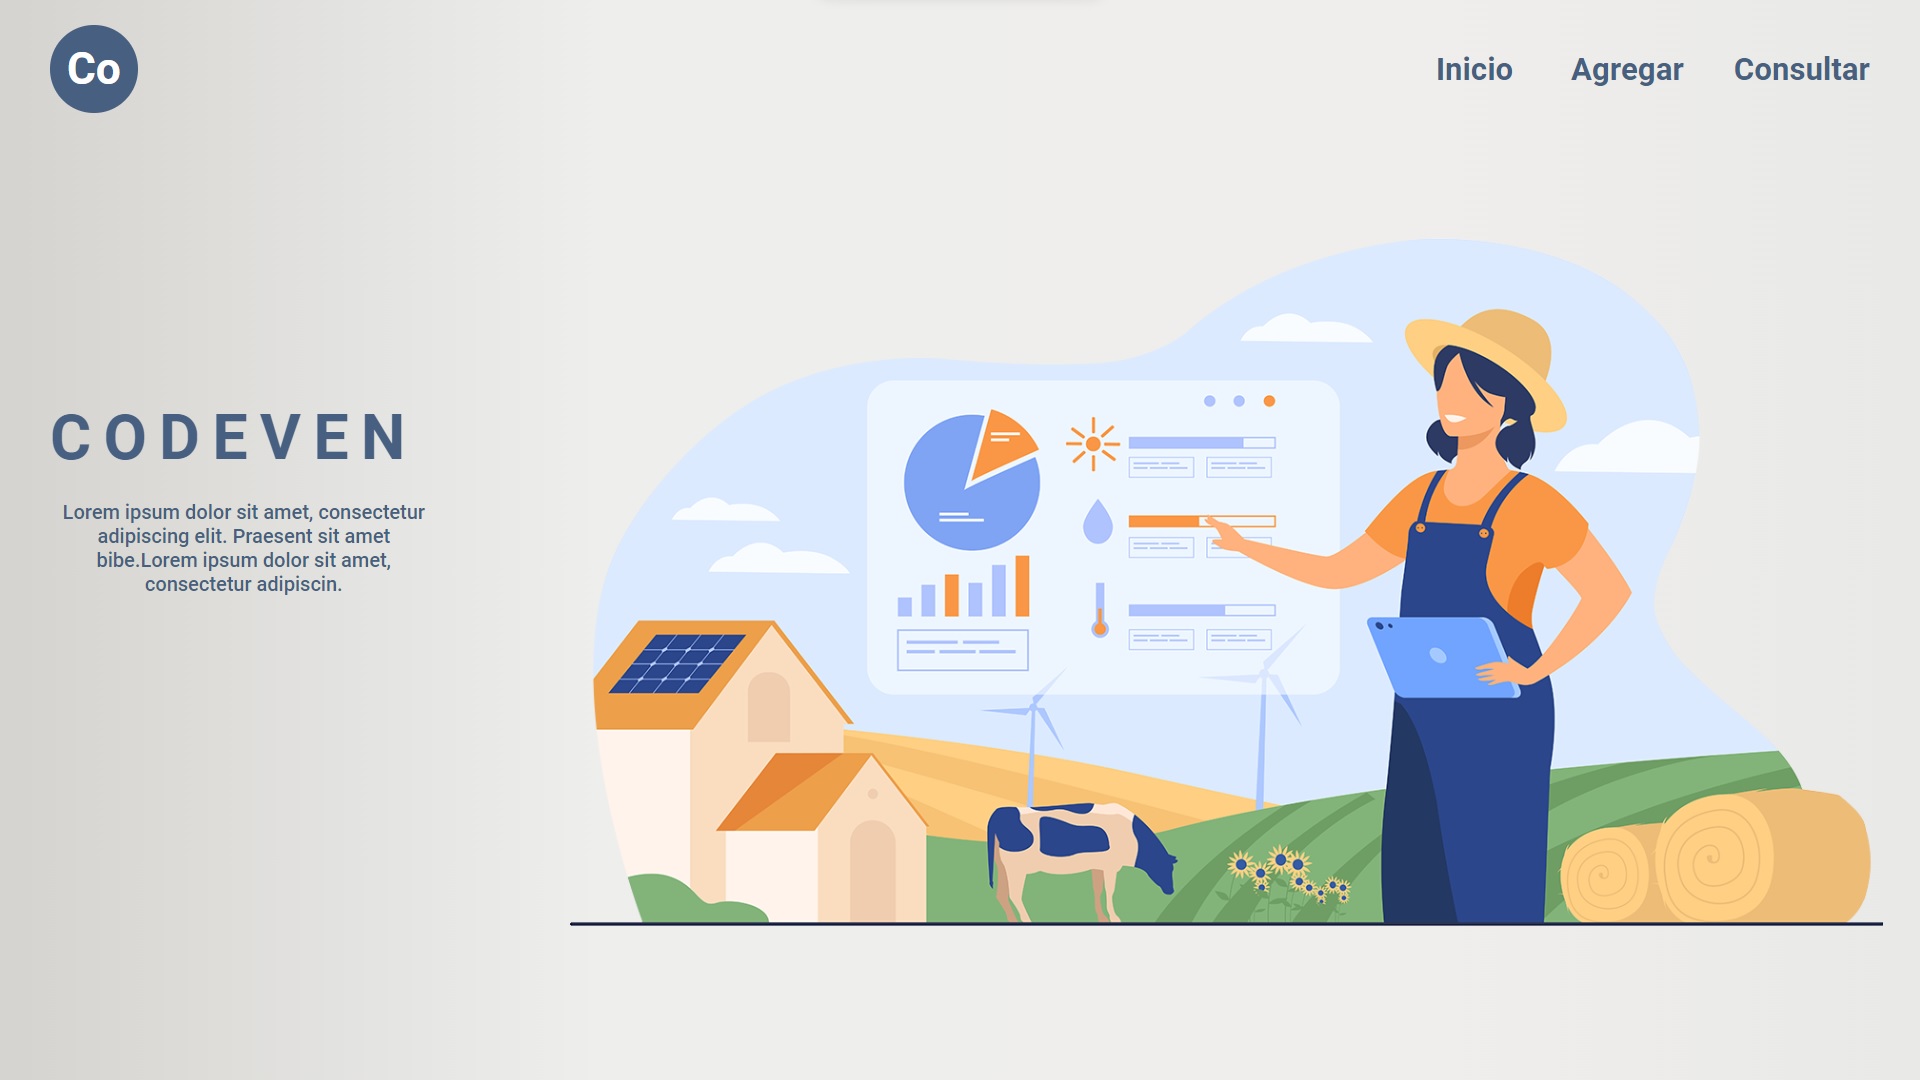 Co
Inicio
Agregar
Consultar
CODEVEN
Lorem ipsum dolor sit amet, consectetur
adipiscing elit. Praesent sit amet
bibe.Lorem ipsum dolor sit amet,
consectetur adipiscin.